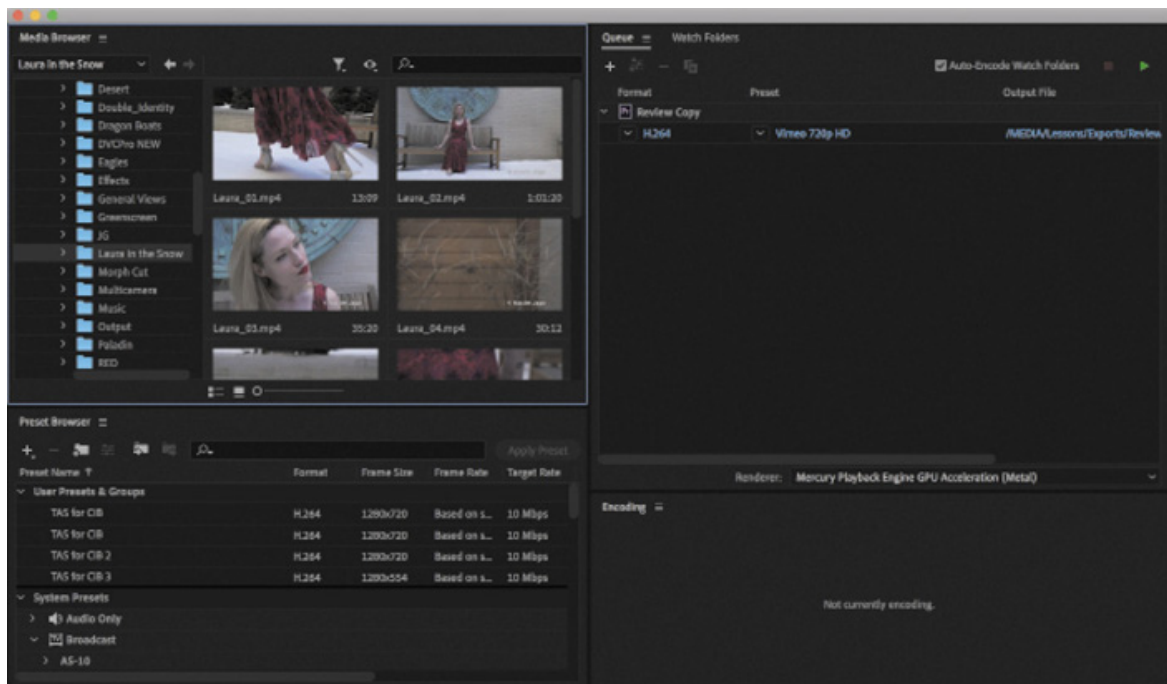 Media Browser
Laura in the Snow
Desert
Double_Identity
Dragon Boats
DVCPro NEW
Eagles
Effects
General Views
Greenscreen
JG
Laura in the Snow
Morph Cut
Multicamera
Music
Output
Paladin
RED
Laura_01.mp4 13:09
Laura_02.mp4 1:01:20
Laura_03.mp4 35:20
Laura_04.mp4 30:12
Preset Browser
Apply Preset
Preset Name Format Frame Size Frame Rate Target Rate
User Presets & Groups
TAS for CIB H.264 1280x720 Based on s... 10 Mbps
TAS for CIB H.264 1280x720 Based on s... 10 Mbps
TAS for CIB 2 H.264 1280x720 Based on s... 10 Mbps
TAS for CIB 3 H.264 1280x554 Based on s... 10 Mbps
System Presets
Audio Only
Broadcast
AS-10
Queue Watch Folders
Auto-Encode Watch Folders
Format Preset Output File
Pr Review Copy
H.264 Vimeo 720p HD /MEDIA/Lessons/Exports/Review
Renderer: Mercury Playback Engine GPU Acceleration (Metal)
Encoding
Not currently encoding.